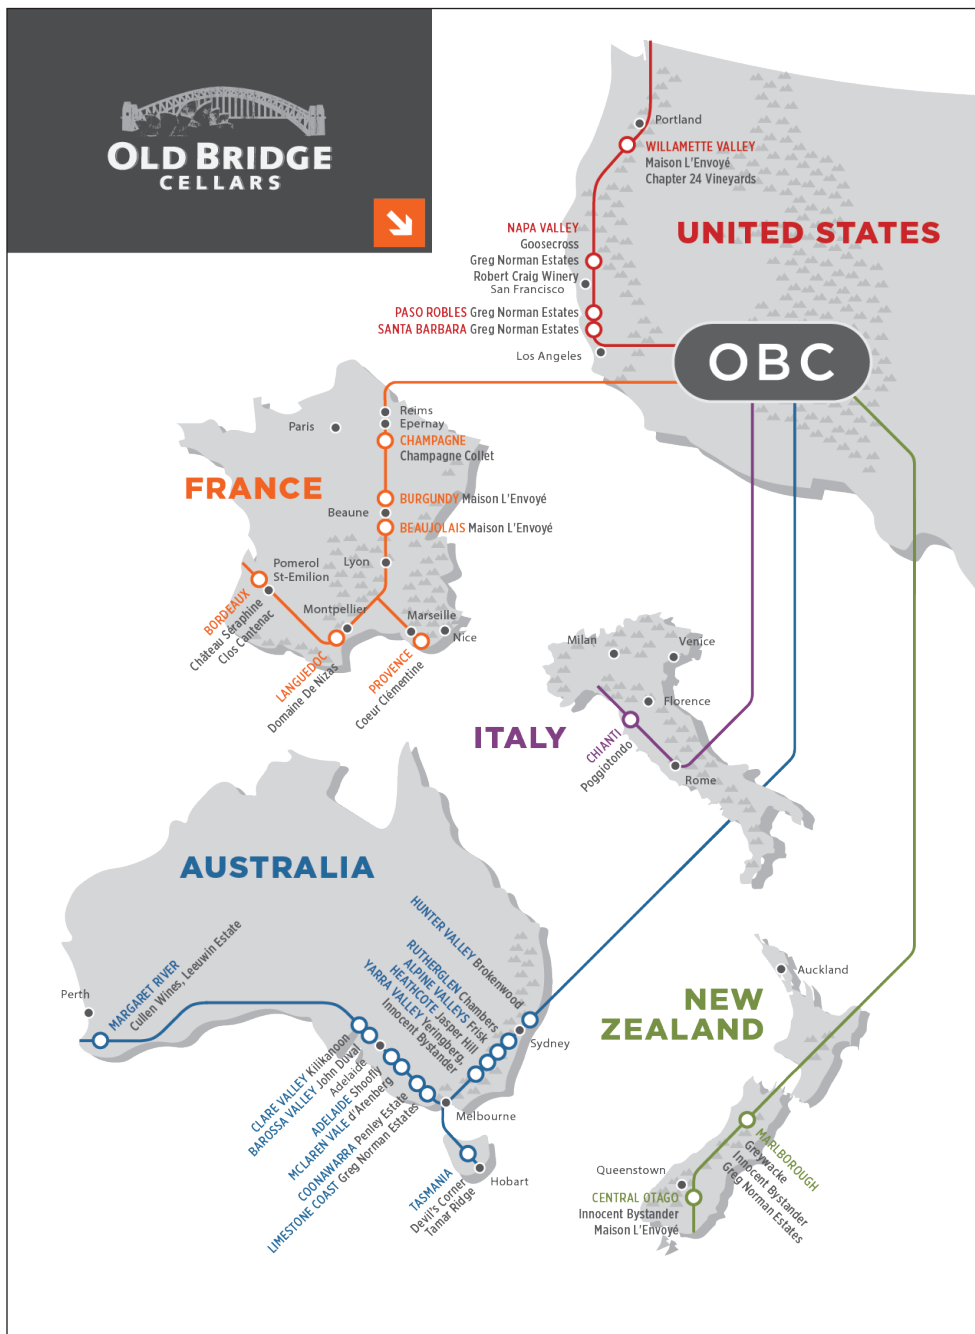 OLD BRIDGE
CELLARS
Portland
WILLAMETTE VALLEY
Maison L'Envoyé
Chapter 24 Vineyards
UNITED STATES
NAPA VALLEY
Goosecross
Greg Norman Estates
Robert Craig Winery
San Francisco
PASO ROBLES Greg Norman Estates
SANTA BARBARA Greg Norman Estates
Los Angeles
OBC
Reims
Epernay
Paris
CHAMPAGNE
Champagne Collet
FRANCE
BURGUNDY Maison L'Envoyé
Beaune
BEAUJOLAIS Maison L'Envoyé
Lyon
Pomerol
St-Emilion
BORDEAUX
Château Séraphine
Clos Cantenac
Montpellier
LANGUEDOC
Domaine De Nizas
Marseille
Nice
PROVENCE
Coeur Clémentine
Milan
Venice
Florence
ITALY
CHIANTI
Poggiotondo
Rome
AUSTRALIA
Perth
MARGARET RIVER
Cullen Wines, Leeuwin Estate
HUNTER VALLEY Brokenwood
RUTHERGLEN Chambers
ALPINE VALLEYS Frisk
HEATHCOTE Jasper Hill
YARRA VALLEY Yeringberg,
Innocent Bystander
Sydney
CLARE VALLEY Kilikanoon
BAROSSA VALLEY John Duval
Adelaide
ADELAIDE Shoofly
MCLAREN VALE d'Arenberg
COONAWARRA Penley Estate
LIMESTONE COAST Greg Norman Estates
Melbourne
TASMANIA
Devil's Corner
Tamar Ridge
Hobart
NEW
ZEALAND
Auckland
MARLBOROUGH
Greywacke
Innocent Bystander
Greg Norman Estates
Queenstown
CENTRAL OTAGO
Innocent Bystander
Maison L'Envoyé